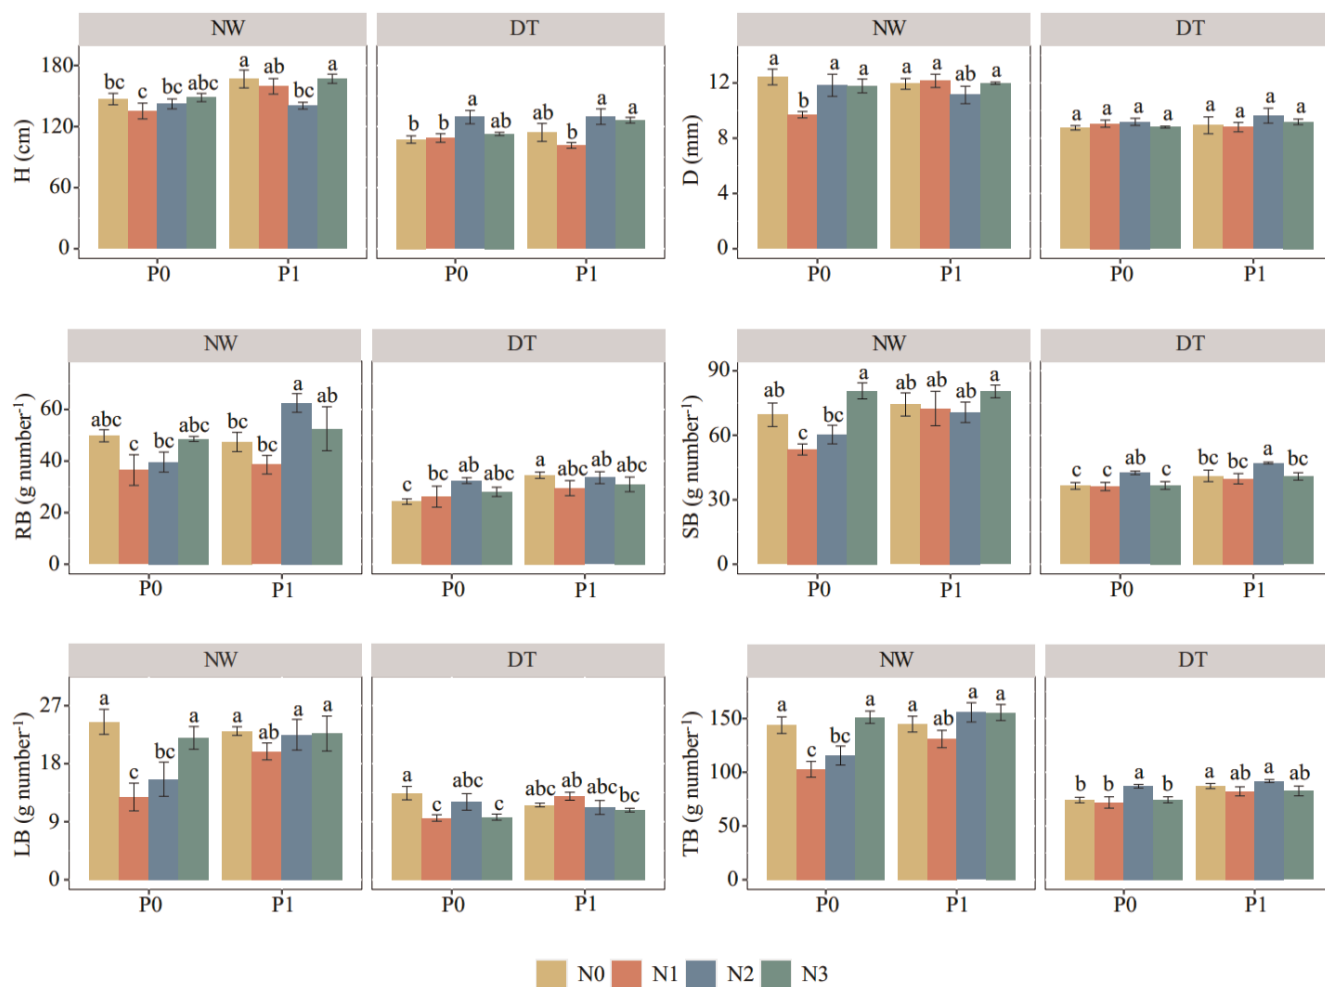 NW DT NW DT
H (cm)
180
120
60
0
bc c bc abc a ab bc a
b b a ab ab b a a
P0 P1 P0 P1
D (mm)
12
8
4
0
a b a a a a ab a
a a a a a a a a
P0 P1 P0 P1
NW DT NW DT
RB (g number⁻¹)
60
40
20
0
abc c bc abc bc bc a ab
c bc ab abc a abc ab abc
P0 P1 P0 P1
SB (g number⁻¹)
90
60
30
0
ab c bc a ab ab ab a
c c ab c bc bc a bc
P0 P1 P0 P1
NW DT NW DT
LB (g number⁻¹)
27
18
9
0
a c bc a a ab a a
a c abc c abc ab abc bc
P0 P1 P0 P1
TB (g number⁻¹)
150
100
50
0
a c bc a a ab a a
b b a b a ab a ab
P0 P1 P0 P1
N0 N1 N2 N3